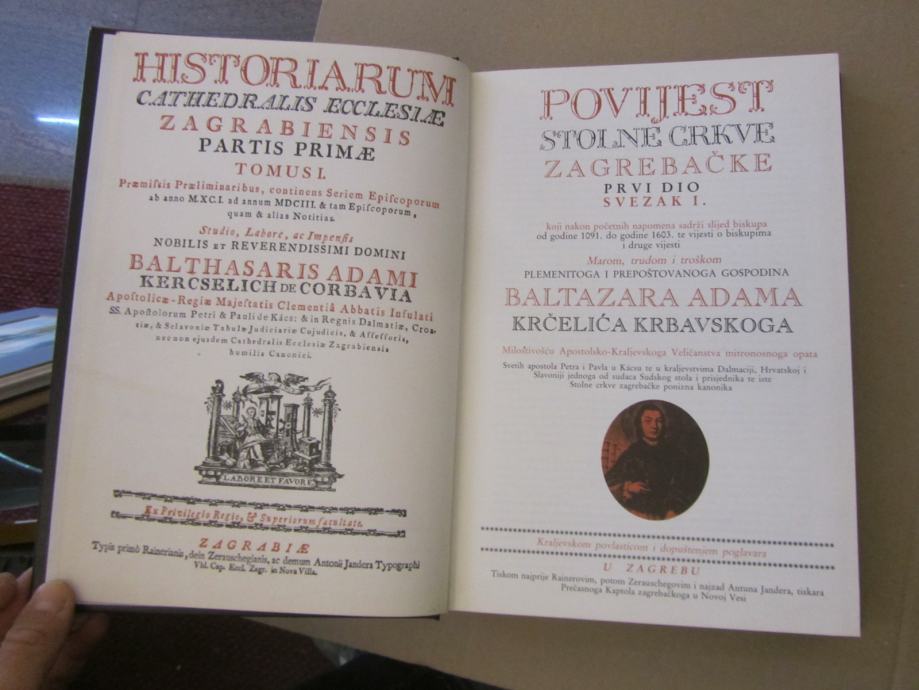 HISTORIARUM
CATHEDRALIS ECCLESIÆ
ZAGRABIENSIS
PARTIS PRIMÆ
TOMUS I.
Præmiſsis Præliminaribus, continens Seriem Epiſcoporum
ab anno M.XC.I. ad annum MDCIII. & tam Epiſcoporum,
quam & alias Notitias.
Studio, Labore, ac Impenſis
NOBILIS ET REVERENDISSIMI DOMINI
BALTHASARIS ADAMI
KERCSELICH DE CORBAVIA
Apoſtolicæ-Regiæ Majeſtatis Clementiâ Abbatis Inſulati
SS. Apoſtolorum Petri & Pauli de Kács: & in Regnis Dalmatiæ, Croa-
tiæ, & Sclavoniæ Tabulæ Judiciariæ Cujudicis, & Aſſeſſoris,
nec non ejusdem Cathedralis Eccleſiæ Zagrabiensis
humilis Canonici.
LABORE ET FAVORE
Ex Privilegio Regio, & Superiorum facultate.
ZAGRABIÆ
Typis primò Rainerianis, dein Zerauschegianis, ac demum Antonii Jandera Typographi
Vld. Cap. Eccl. Zagr. in Nova Villa.
POVIJEST
STOLNE CRKVE
ZAGREBAČKE
PRVI DIO
SVEZAK I.
koji nakon početnih napomena sadrži slijed biskupa
od godine 1091. do godine 1603. te vijesti o biskupima
i druge vijesti
Marom, trudom i troškom
PLEMENITOGA I PREPOŠTOVANOGA GOSPODINA
BALTAZARA ADAMA
KRČELIĆA KRBAVSKOGA
Milostivošću Apostolsko-Kraljevskoga Veličanstva mitronosnoga opata
Svetih apostola Petra i Pavla u Kácsu te u kraljevstvima Dalmaciji, Hrvatskoj i
Slavoniji jednoga od sudaca Sudskog stola i prisjednika te iste
Stolne crkve zagrebačke ponizna kanonika
Kraljevskom povlasticom i dopuštenjem poglavara
U ZAGREBU
Tiskom najprije Rainerovim, potom Zerauschegovim i najzad Antuna Jandera, tiskara
Prečasnoga Kaptola zagrebačkoga u Novoj Vesi